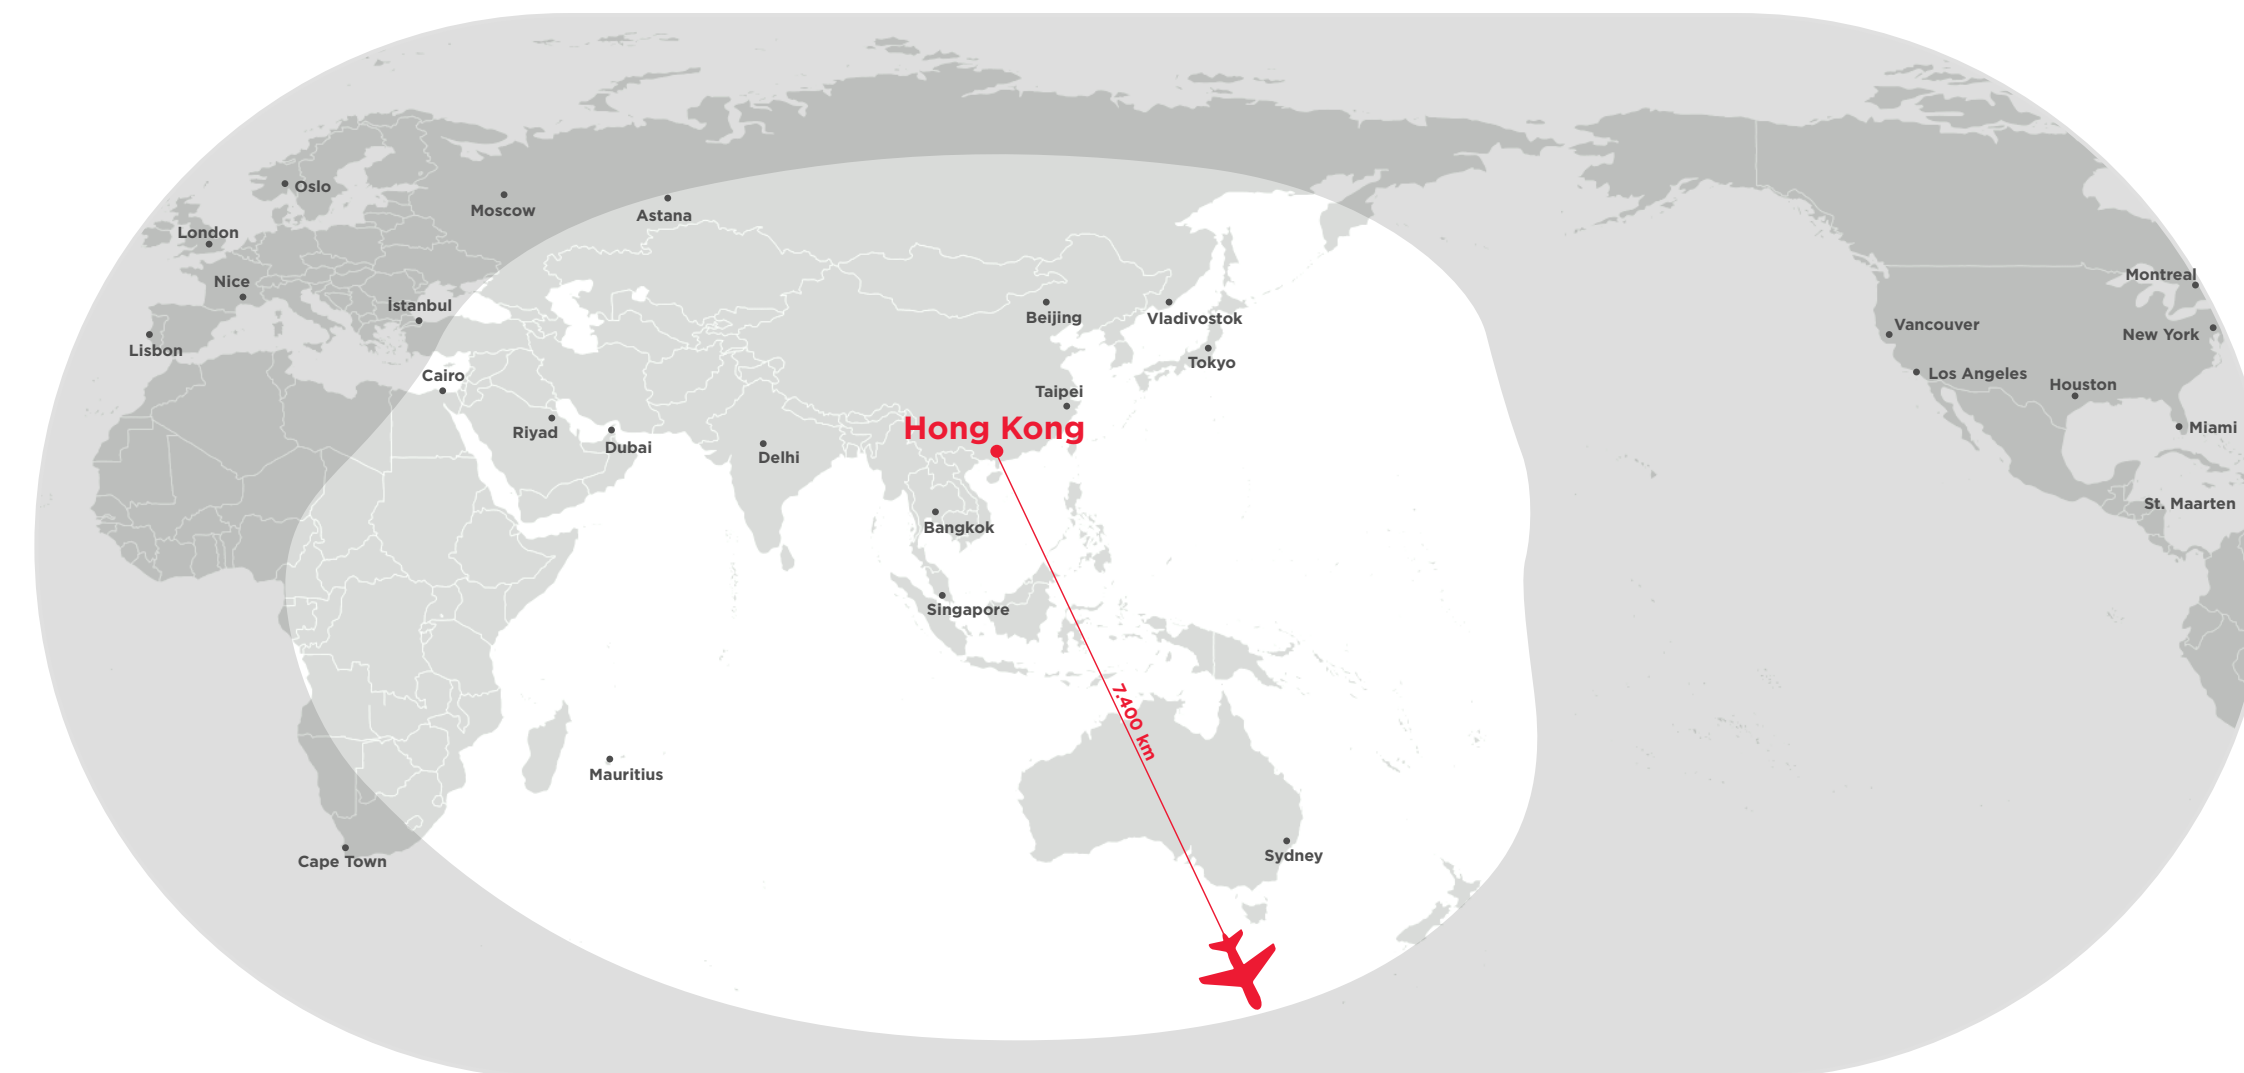 Oslo
Moscow
Astana
London
Nice
İstanbul
Lisbon
Cairo
Riyad
Dubai
Delhi
Beijing
Vladivostok
Tokyo
Taipei
Hong Kong
Bangkok
Singapore
7.400 km
Mauritius
Cape Town
Sydney
Montreal
Vancouver
New York
Los Angeles
Houston
Miami
St. Maarten